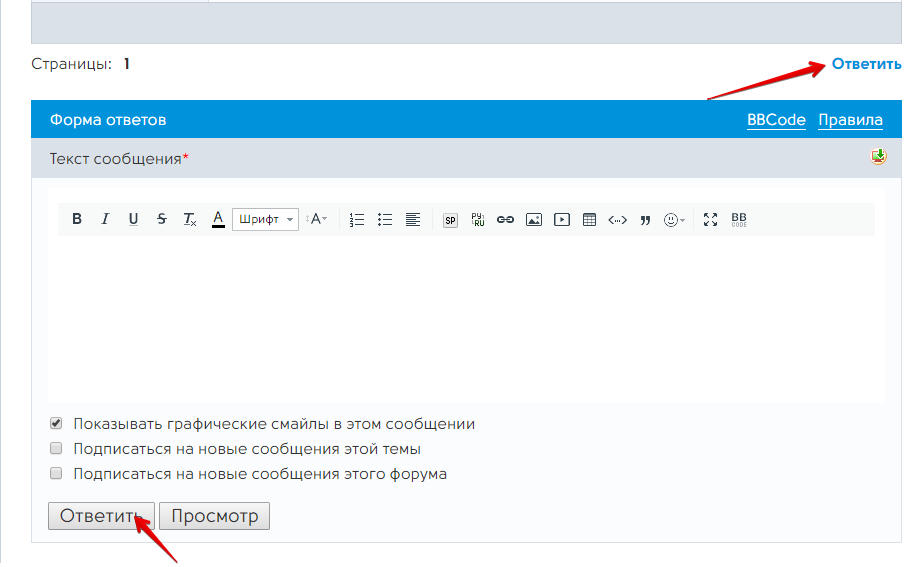 Страницы: 1 Ответить
Форма ответов BBCode Правила
Текст сообщения*
B I U S Tx A Шрифт A SP РУ RU BB CODE
Показывать графические смайлы в этом сообщении
Подписаться на новые сообщения этой темы
Подписаться на новые сообщения этого форума
Ответить Просмотр